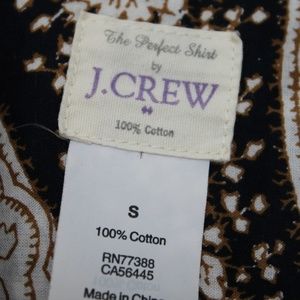 The Perfect Shirt
by
J.CREW
100% Cotton
S
100% Cotton
RN77388
CA56445
Made in China